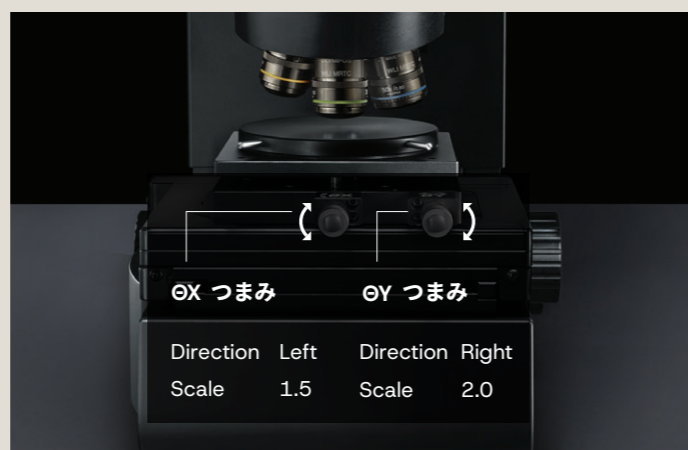 ΘX つまみ
ΘY つまみ
Direction Left
Scale 1.5
Direction Right
Scale 2.0